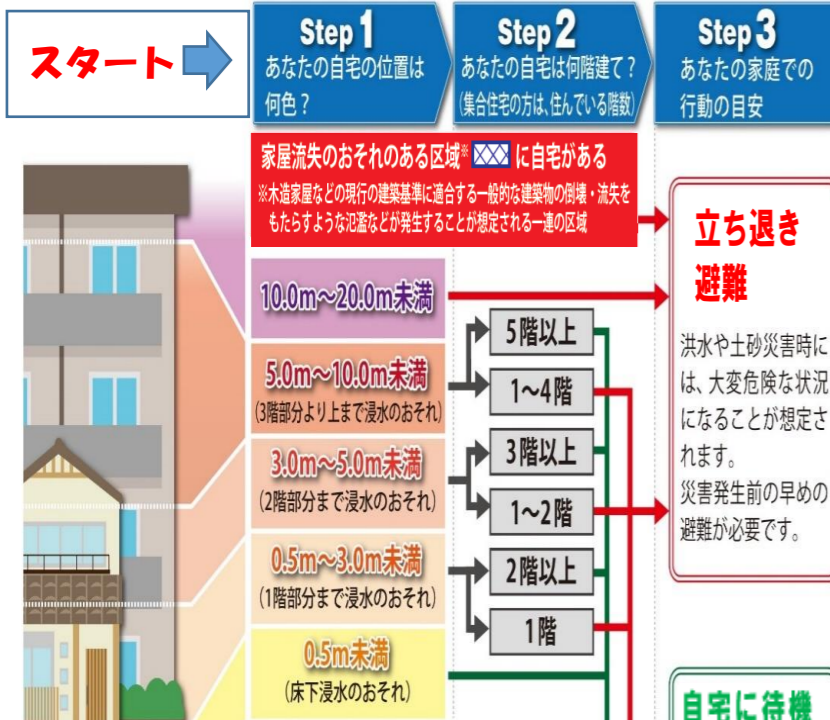 スタート
Step 1
あなたの自宅の位置は
何色？
Step 2
あなたの自宅は何階建て？
(集合住宅の方は、住んでいる階数)
Step 3
あなたの家庭での
行動の目安
家屋流失のおそれのある区域※ に自宅がある
※木造家屋などの現行の建築基準に適合する一般的な建築物の倒壊・流失を
もたらすような氾濫などが発生することが想定される一連の区域
10.0m～20.0m未満
5.0m～10.0m未満
(3階部分より上まで浸水のおそれ)
3.0m～5.0m未満
(2階部分まで浸水のおそれ)
0.5m～3.0m未満
(1階部分まで浸水のおそれ)
0.5m未満
(床下浸水のおそれ)
5階以上
1～4階
3階以上
1～2階
2階以上
1階
立ち退き
避難
洪水や土砂災害時に
は、大変危険な状況
になることが想定さ
れます。
災害発生前の早めの
避難が必要です。
自宅に待機